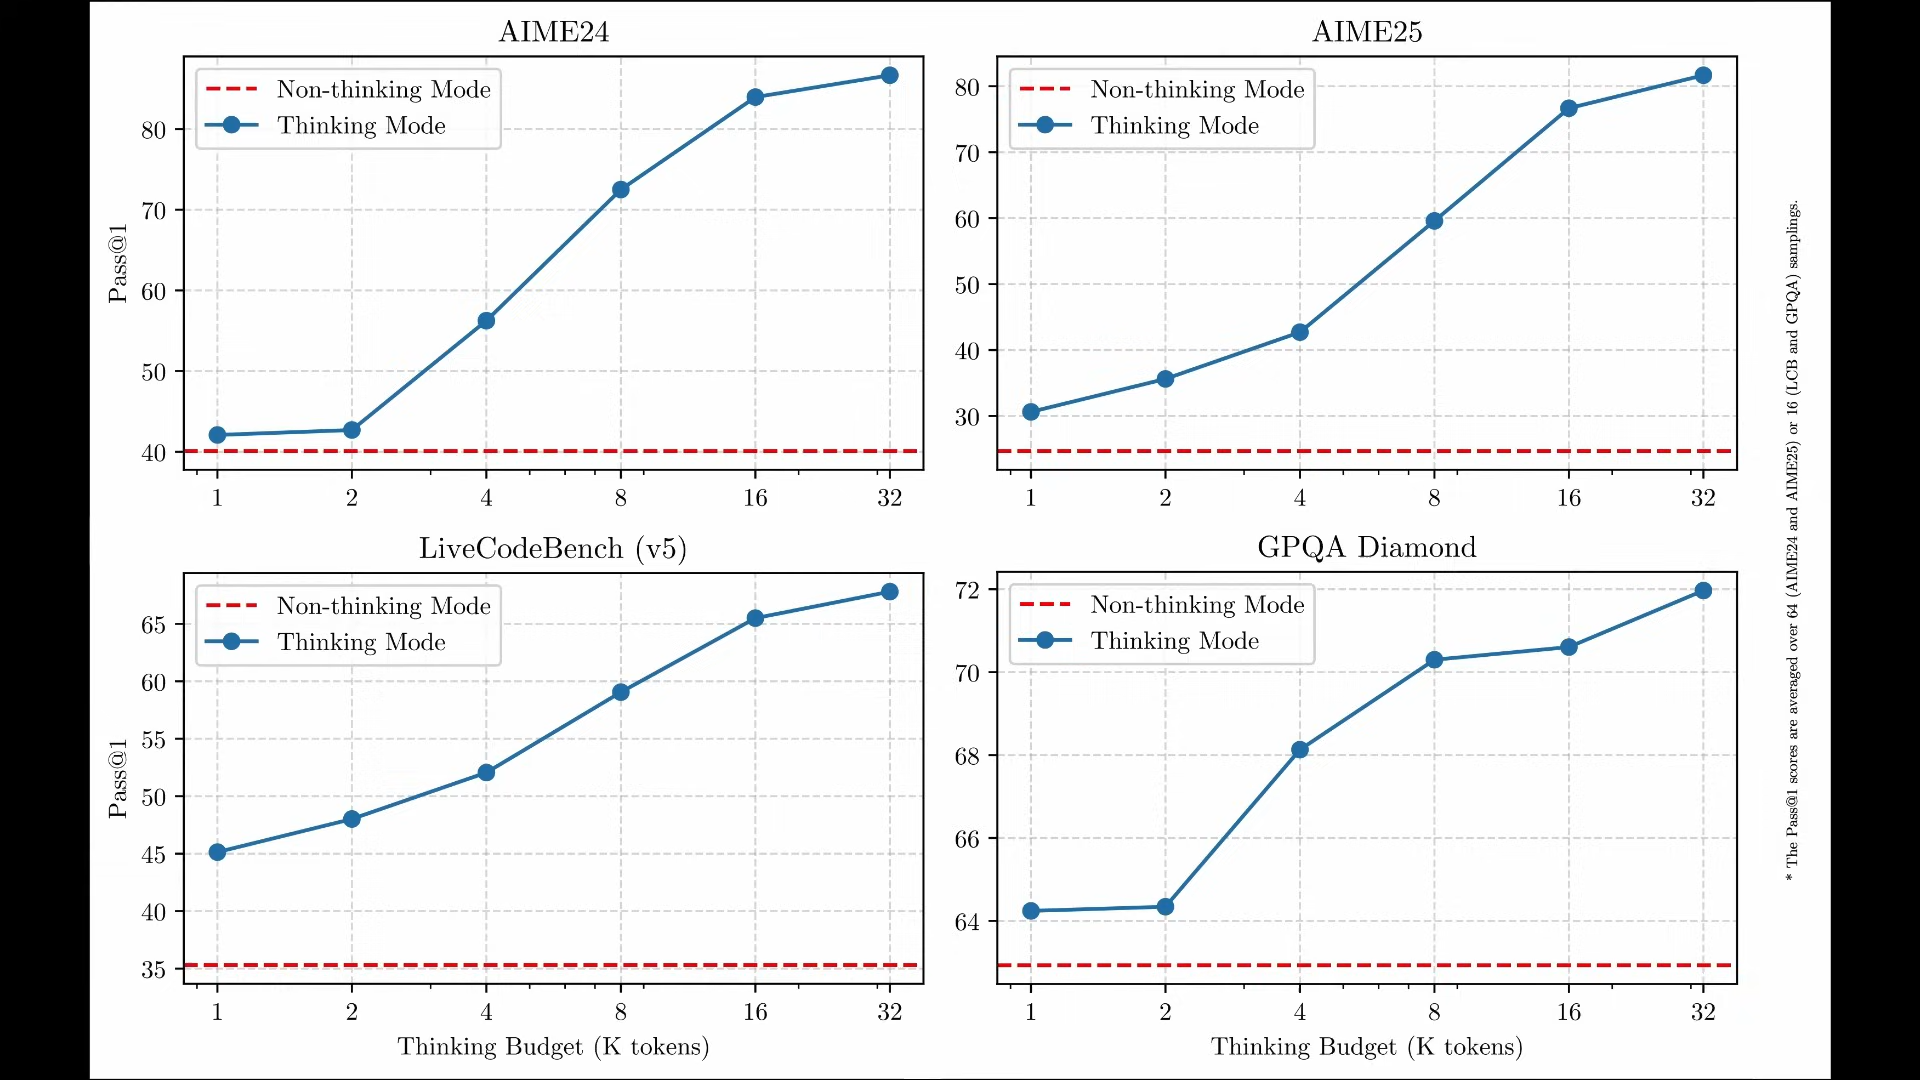 AIME24
Non-thinking Mode
Thinking Mode
80
70
60
50
40
Pass@1
1 2 4 8 16 32
AIME25
Non-thinking Mode
Thinking Mode
80
70
60
50
40
30
1 2 4 8 16 32
LiveCodeBench (v5)
Non-thinking Mode
Thinking Mode
65
60
55
50
45
40
35
Pass@1
1 2 4 8 16 32
Thinking Budget (K tokens)
GPQA Diamond
Non-thinking Mode
Thinking Mode
72
70
68
66
64
1 2 4 8 16 32
Thinking Budget (K tokens)
* The Pass@1 scores are averaged over 64 (AIME24 and AIME25) or 16 (LCB and GPQA) samplings.